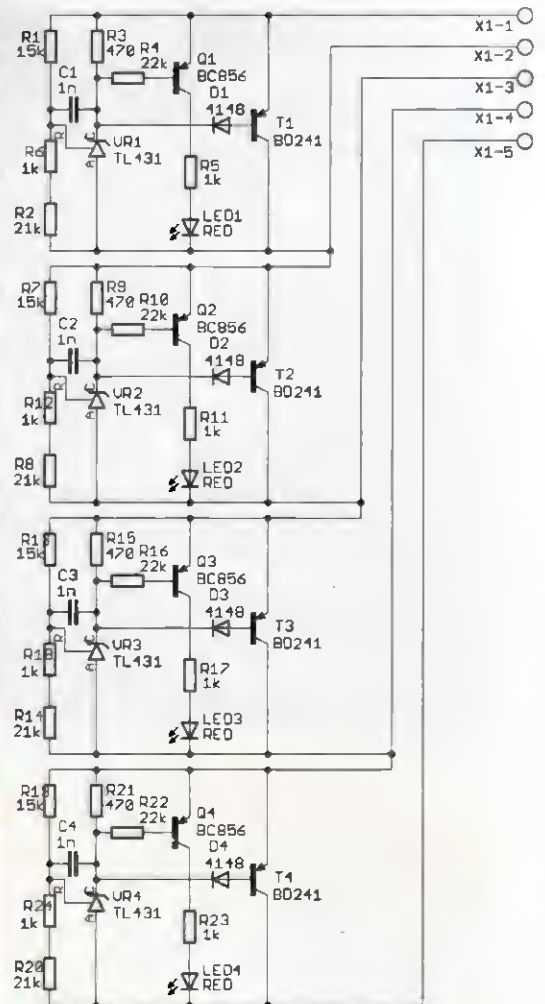 X1-1
X1-2
X1-3
X1-4
X1-5
R1
15k
R3
470
R4
22k
Q1
BC856
C1
1n
D1
4148
T1
BD241
R
A
C
VR1
TL431
R6
1k
R5
1k
R2
21k
LED1
RED
R7
15k
R9
470
R10
22k
Q2
BC856
C2
1n
D2
4148
T2
BD241
R
A
C
VR2
TL431
R12
1k
R11
1k
R8
21k
LED2
RED
15k
R15
470
R16
22k
Q3
BC856
C3
1n
D3
4148
T3
BD241
R
A
C
VR3
TL431
R18
1k
R17
1k
R14
21k
LED3
RED
15k
R21
470
R22
22k
Q4
BC856
C4
1n
D4
4148
T4
BD241
R
A
C
VR4
TL431
R24
1k
R23
1k
R20
21k
LED4
RED